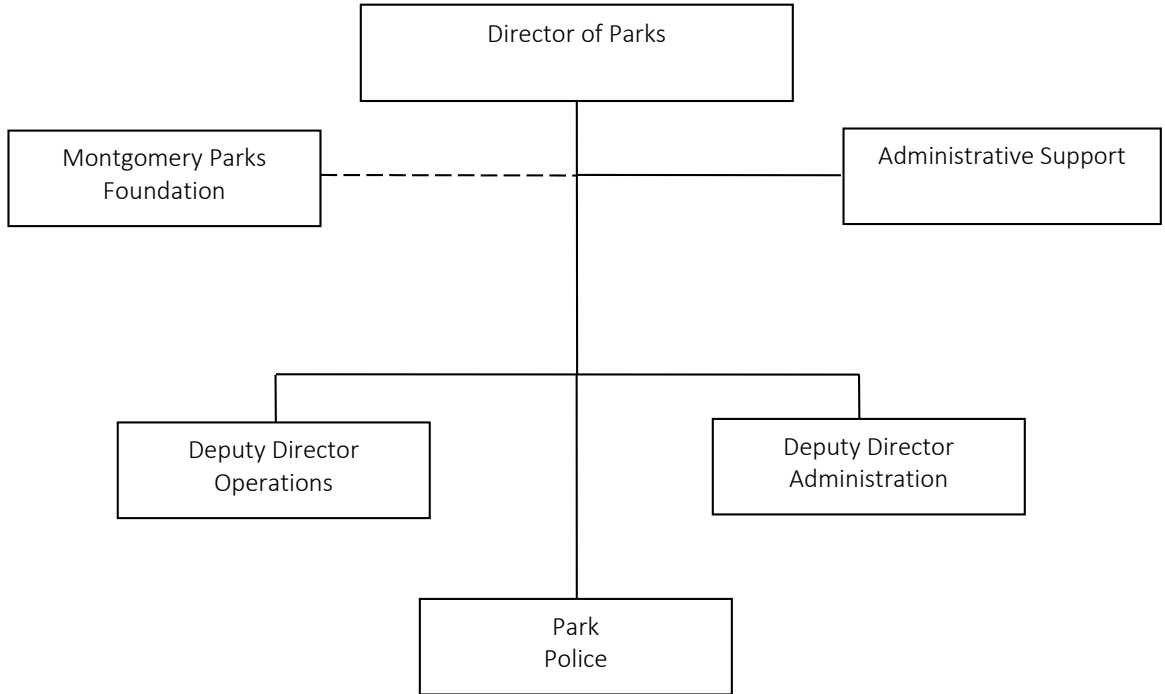 Director of Parks
Montgomery Parks
Foundation
Administrative Support
Deputy Director
Operations
Deputy Director
Administration
Park
Police